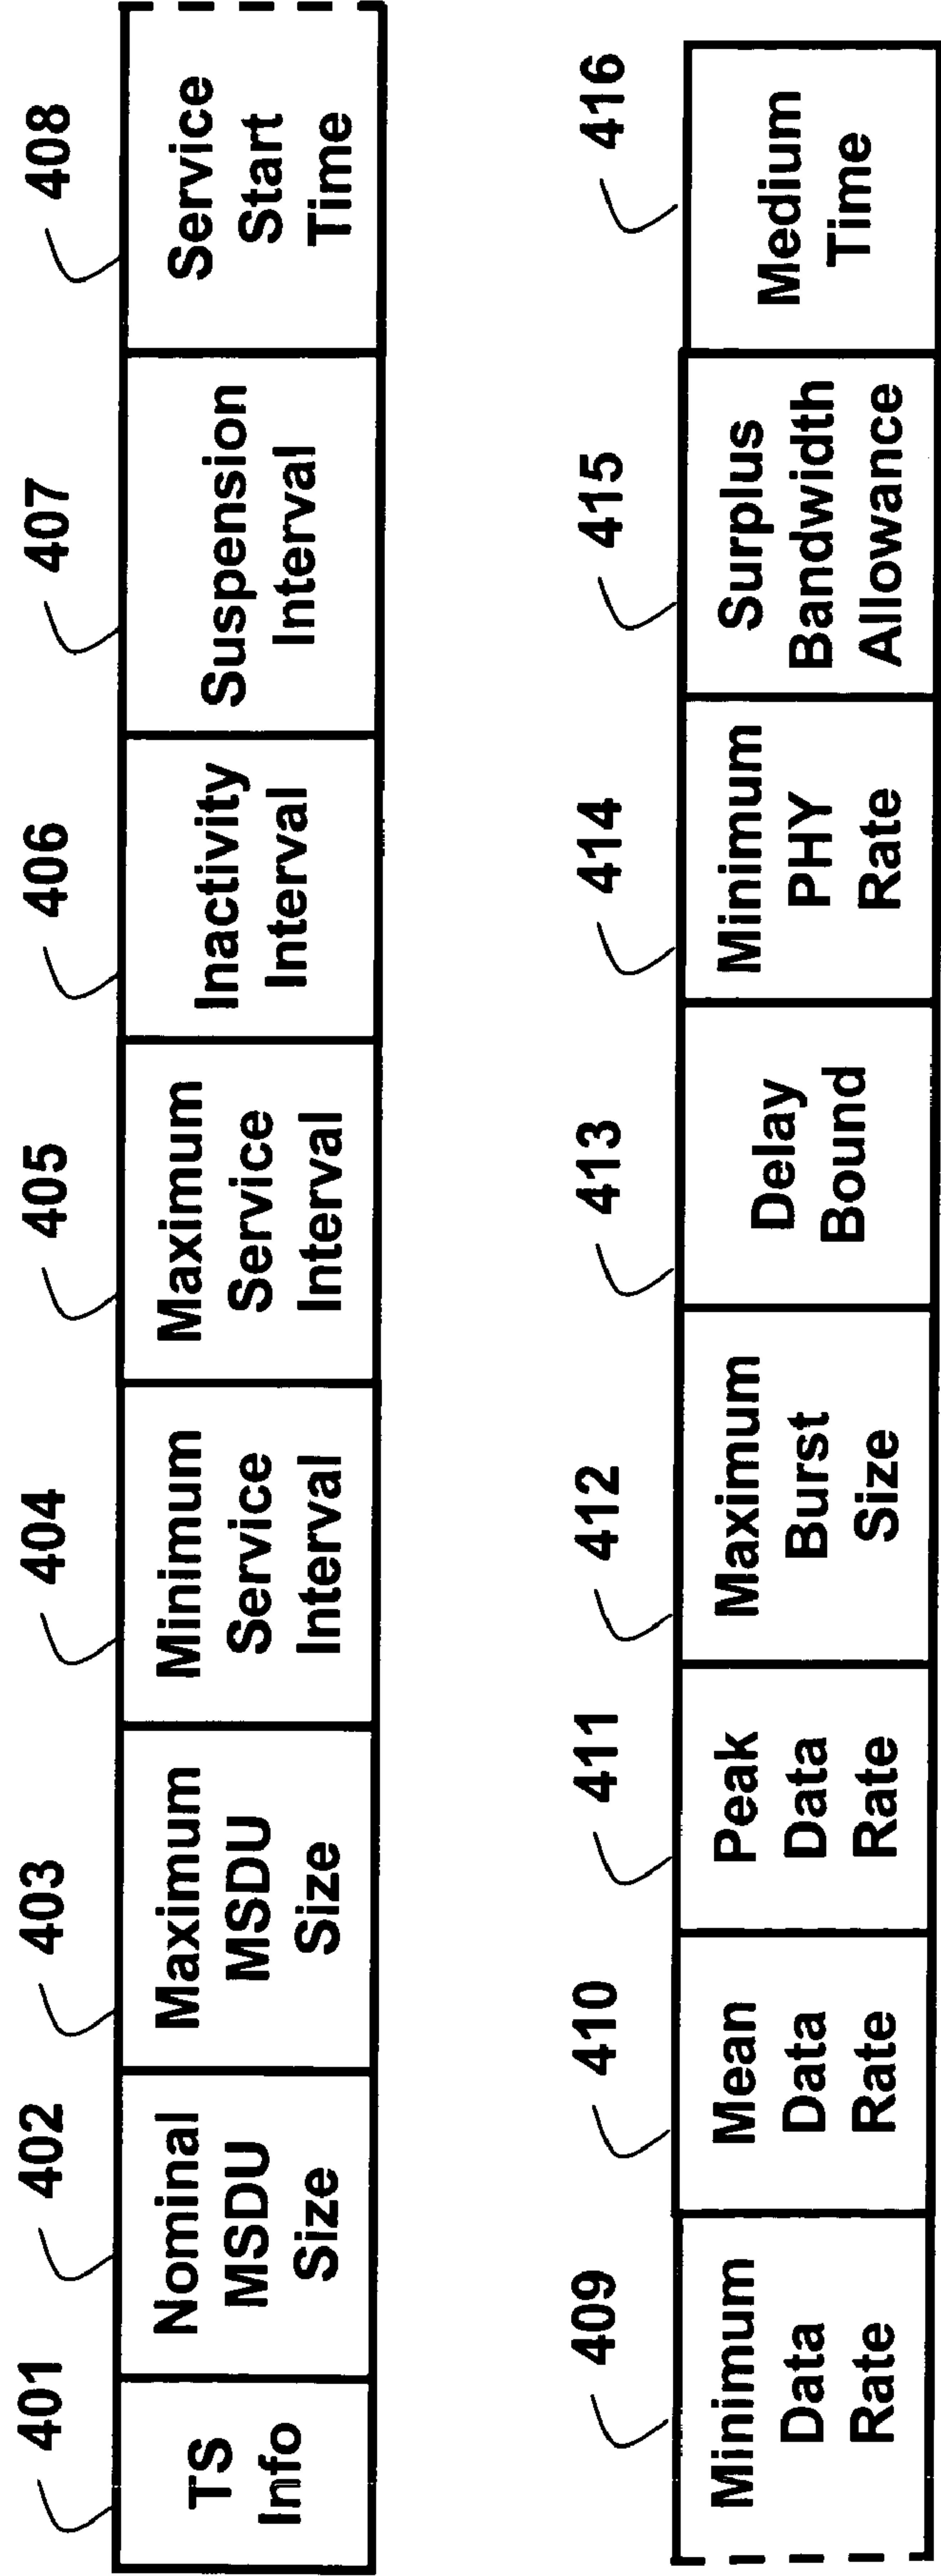 401
402
403
404
405
406
407
408
TS
Info
Nominal
MSDU
Size
Maximum
MSDU
Size
Minimum
Service
Interval
Maximum
Service
Interval
Inactivity
Interval
Suspension
Interval
Service
Start
Time
409
410
411
412
413
414
415
416
Minimum
Data
Rate
Mean
Data
Rate
Peak
Data
Rate
Maximum
Burst
Size
Delay
Bound
Minimum
PHY
Rate
Surplus
Bandwidth
Allowance
Medium
Time